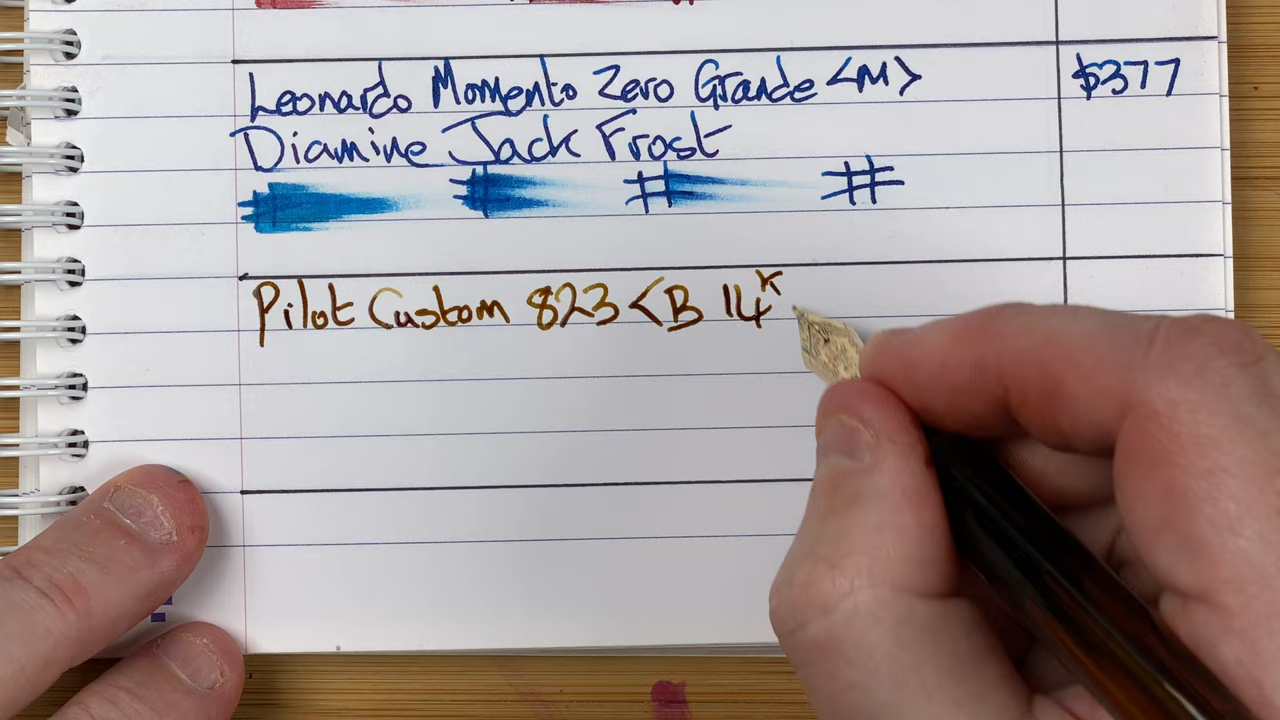 Leonardo Momento Zero Grande <M> $377
Diamine Jack Frost
# # # #
Pilot Custom 823 <B 14K